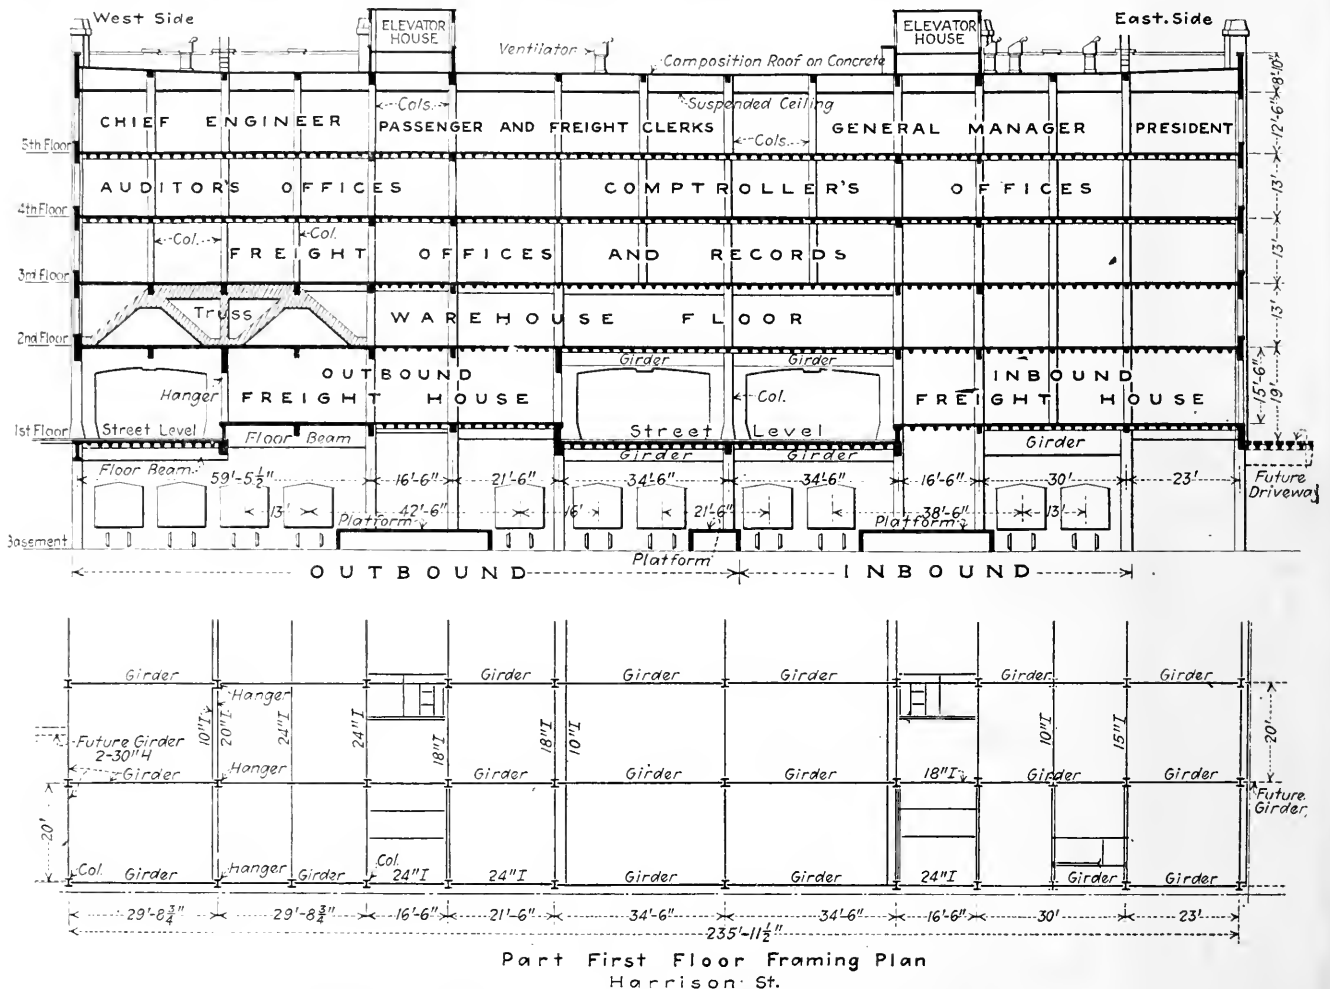 West Side
ELEVATOR
HOUSE
Ventilator
Composition Roof on Concrete
ELEVATOR
HOUSE
East. Side
8'-10"
Cols.
Suspended Ceiling
CHIEF ENGINEER
PASSENGER AND FREIGHT CLERKS
Cols.
GENERAL MANAGER
PRESIDENT
12'-6"
5th Floor
AUDITOR'S OFFICES
COMPTROLLER'S OFFICES
13'
4th Floor
Col.
Col.
FREIGHT OFFICES AND RECORDS
13'
3rd Floor
Truss
WAREHOUSE FLOOR
13'
2nd Floor
Girder
Girder
OUTBOUND
FREIGHT HOUSE
Hanger
Col.
INBOUND
FREIGHT HOUSE
15'-6"
19'
1st Floor
Street Level
Floor Beam
Street Level
Girder
Floor Beam
Girder
Girder
59'-5½"
16'-6"
21'-6"
34'-6"
34'-6"
16'-6"
30'
23'
Future
Driveway
13'
42'-6"
16'
21'-6"
38'-6"
13'
Platform
Platform
Basement
Platform
OUTBOUND
INBOUND
Girder
Girder
Girder
Girder
Girder
Girder
Hanger
10"I
20"I
24"I
24"I
18"I
18"I
10"I
10"I
15"I
20'
Future Girder
2-30"H
Girder
Hanger
Girder
Girder
Girder
18"I
Girder
Girder
Future
Girder
20'
Col.
Girder
Hanger
Girder
Col.
24"I
24"I
Girder
Girder
24"I
Girder
Girder
29'-8¾"
29'-8¾"
16'-6"
21'-6"
34'-6"
34'-6"
16'-6"
30'
23'
235'-11½"
Part First Floor Framing Plan
Harrison St.